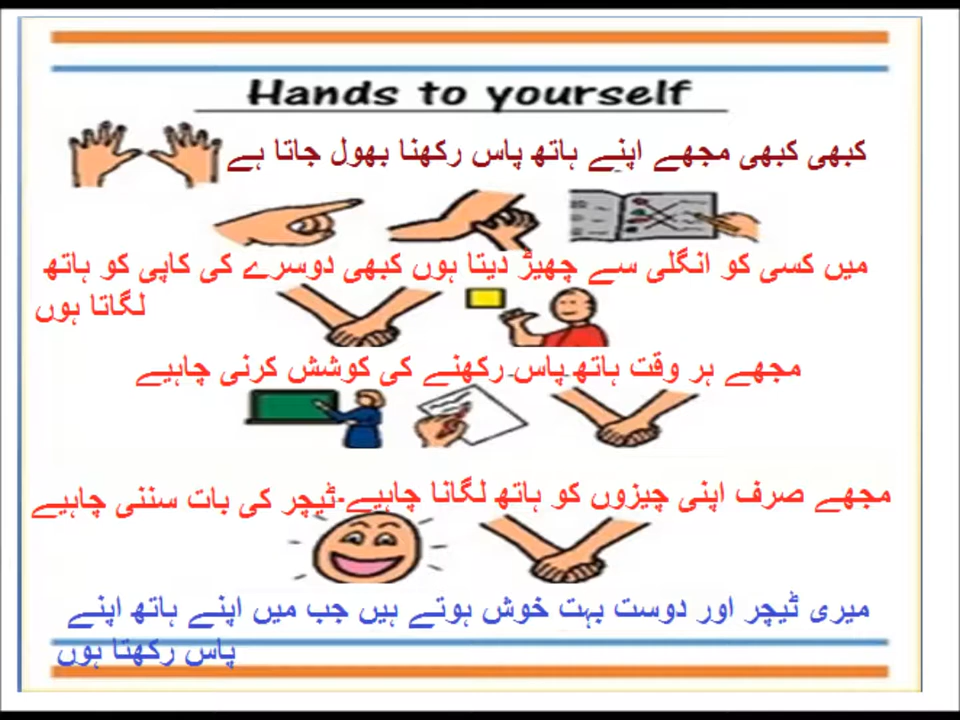 Hands to yourself
کبھی کبھی مجھے اپنے ہاتھ پاس رکھنا بھول جاتا ہے
میں کسی کو انگلی سے چھیڑ دیتا ہوں کبھی دوسرے کی کاپی کو ہاتھ
لگاتا ہوں
مجھے ہر وقت ہاتھ پاس رکھنے کی کوشش کرنی چاہیے
مجھے صرف اپنی چیزوں کو ہاتھ لگانا چاہیے۔ٹیچر کی بات سننی چاہیے
میری ٹیچر اور دوست بہت خوش ہوتے ہیں جب میں اپنے ہاتھ اپنے
پاس رکھتا ہوں